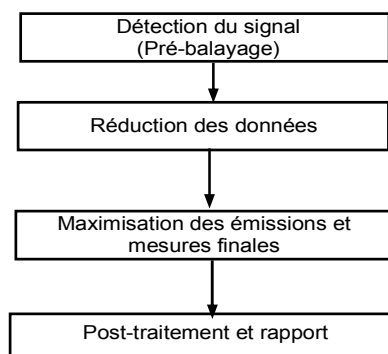 Détection du signal
(Pré-balayage)
Réduction des données
Maximisation des émissions et
mesures finales
Post-traitement et rapport